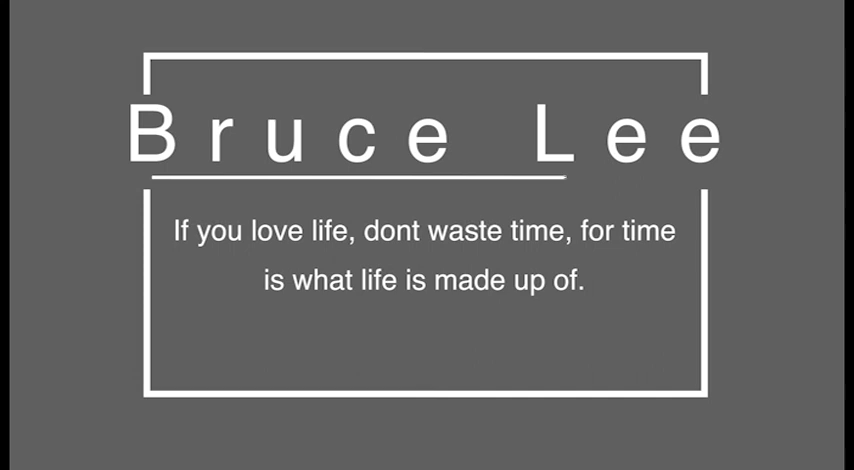 Bruce Lee
If you love life, dont waste time, for time
is what life is made up of.